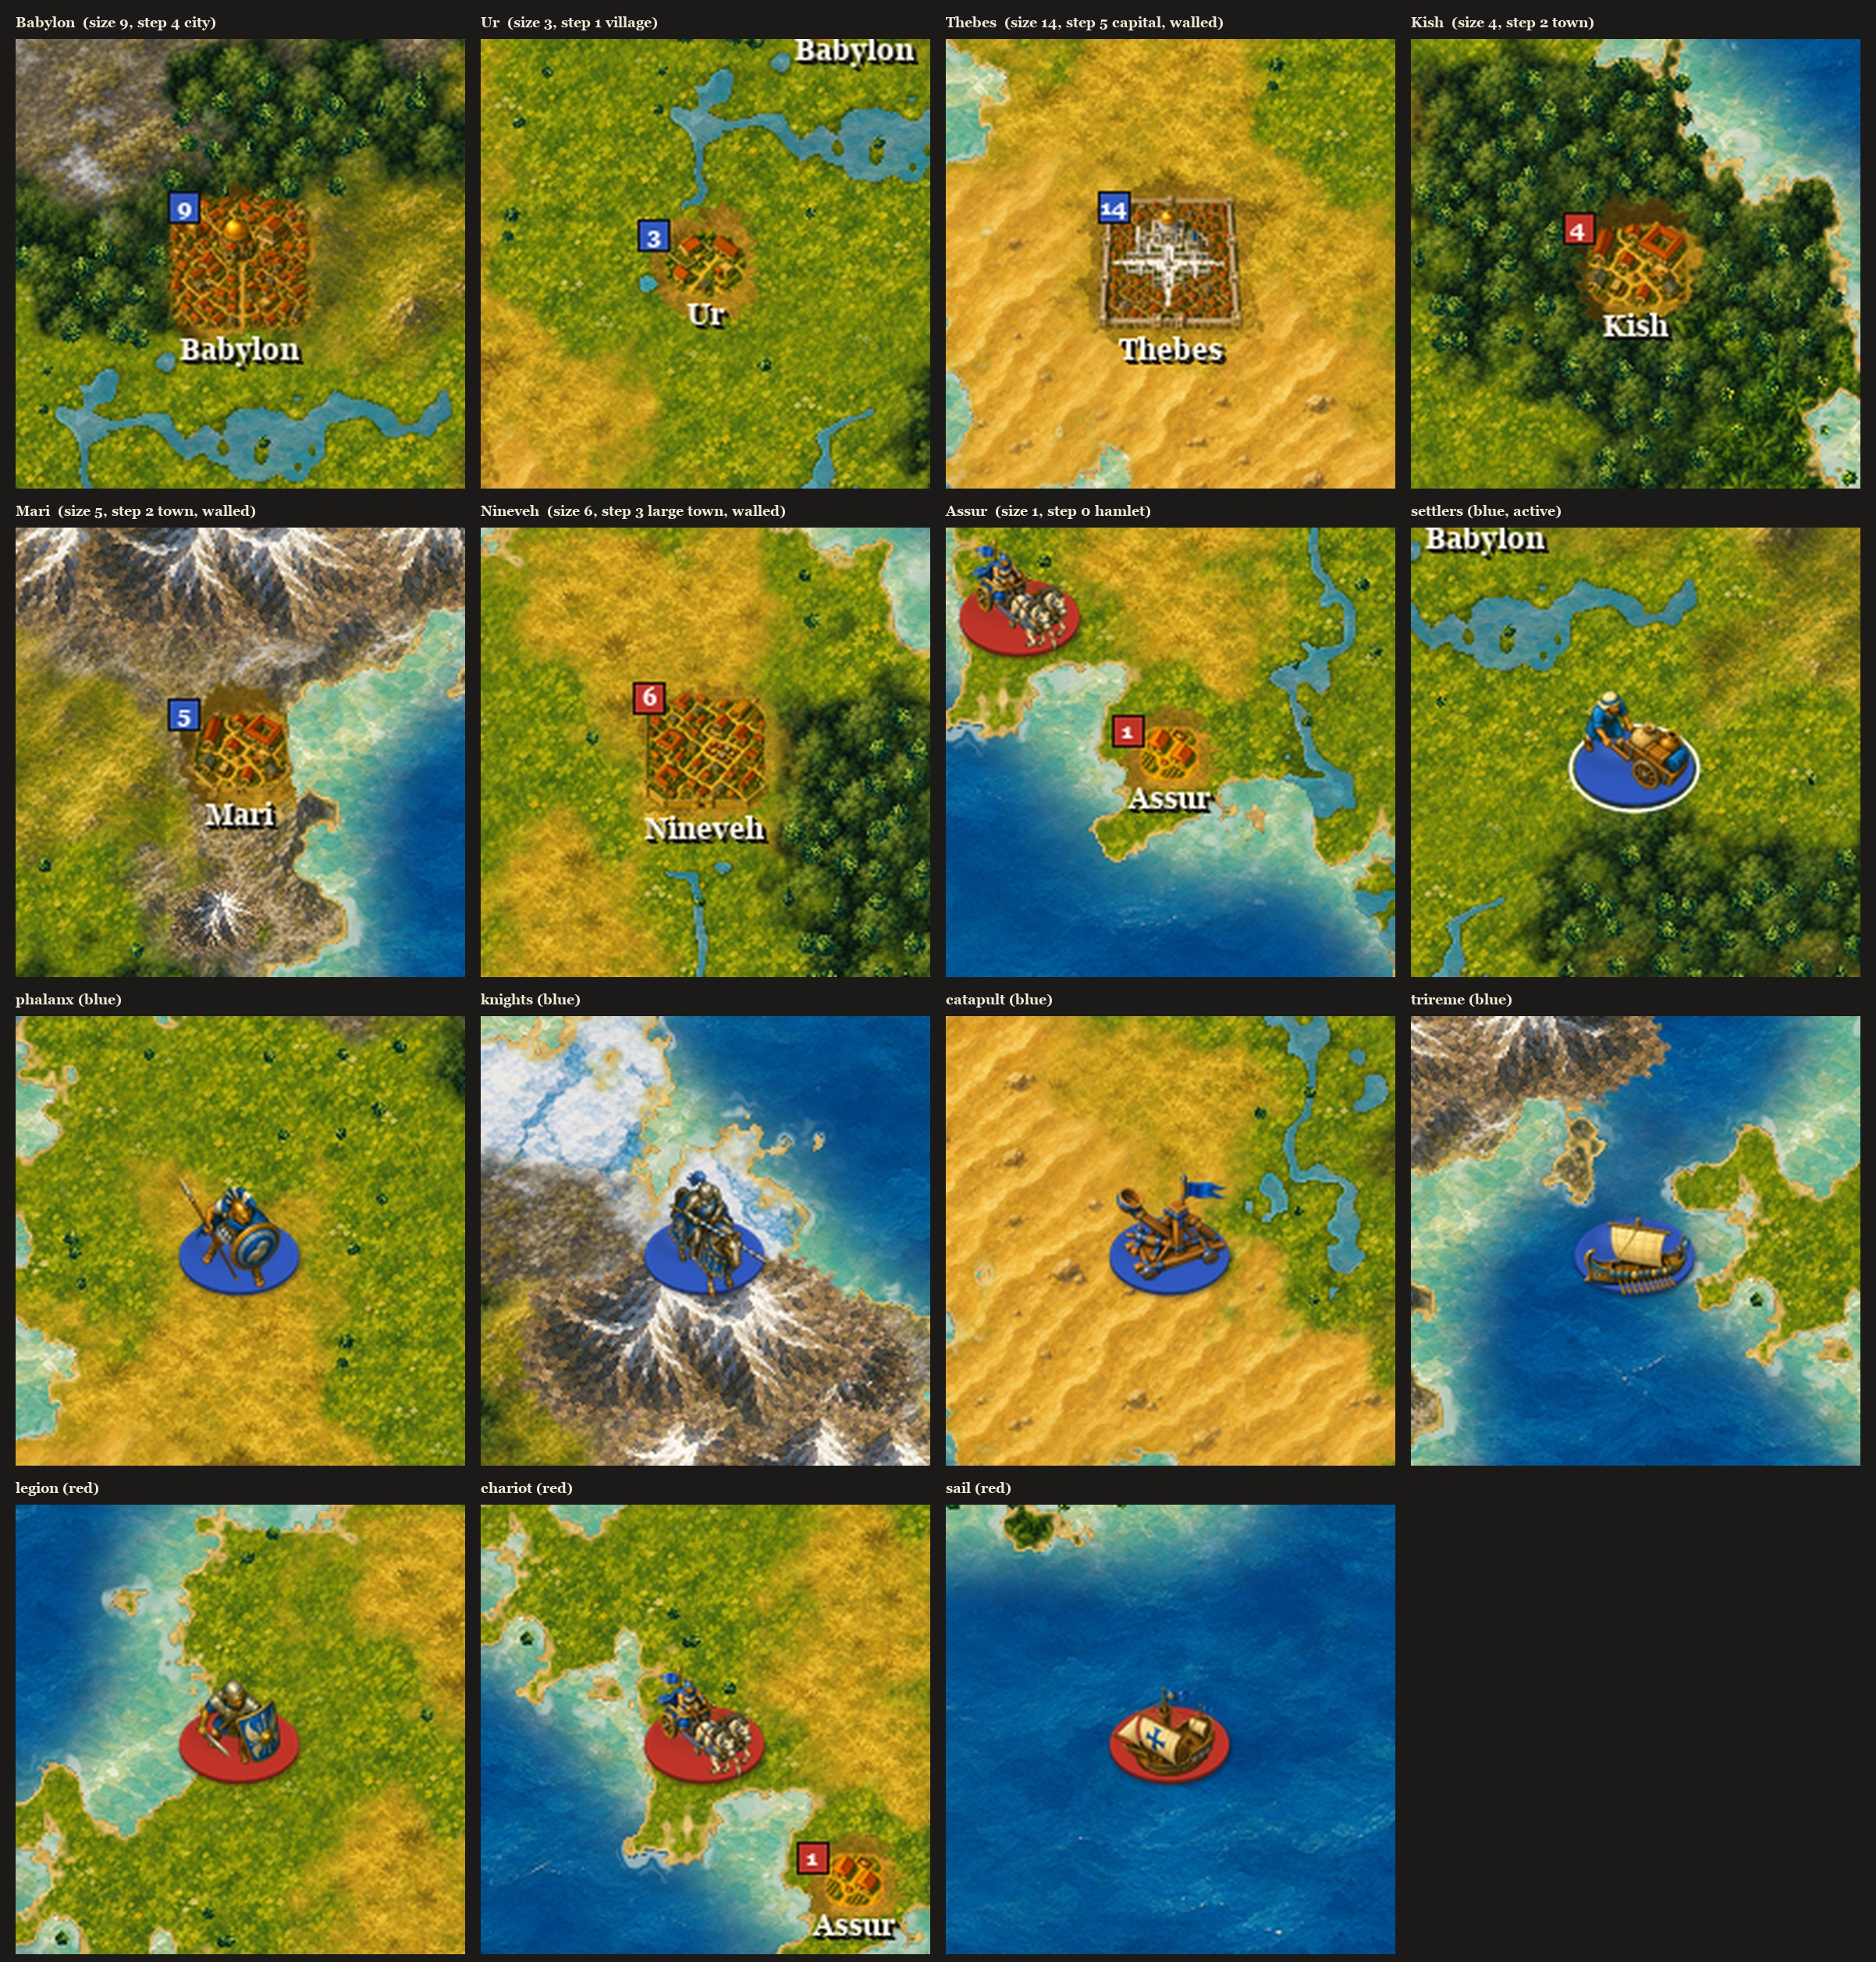 Babylon (size 9, step 4 city)
Ur (size 3, step 1 village)
Thebes (size 14, step 5 capital, walled)
Kish (size 4, step 2 town)
Babylon
9
Babylon
3
Ur
14
Thebes
4
Kish
Mari (size 5, step 2 town, walled)
Nineveh (size 6, step 3 large town, walled)
Assur (size 1, step 0 hamlet)
settlers (blue, active)
5
Mari
6
Nineveh
1
Assur
Babylon
phalanx (blue)
knights (blue)
catapult (blue)
trireme (blue)
legion (red)
chariot (red)
sail (red)
1
Assur